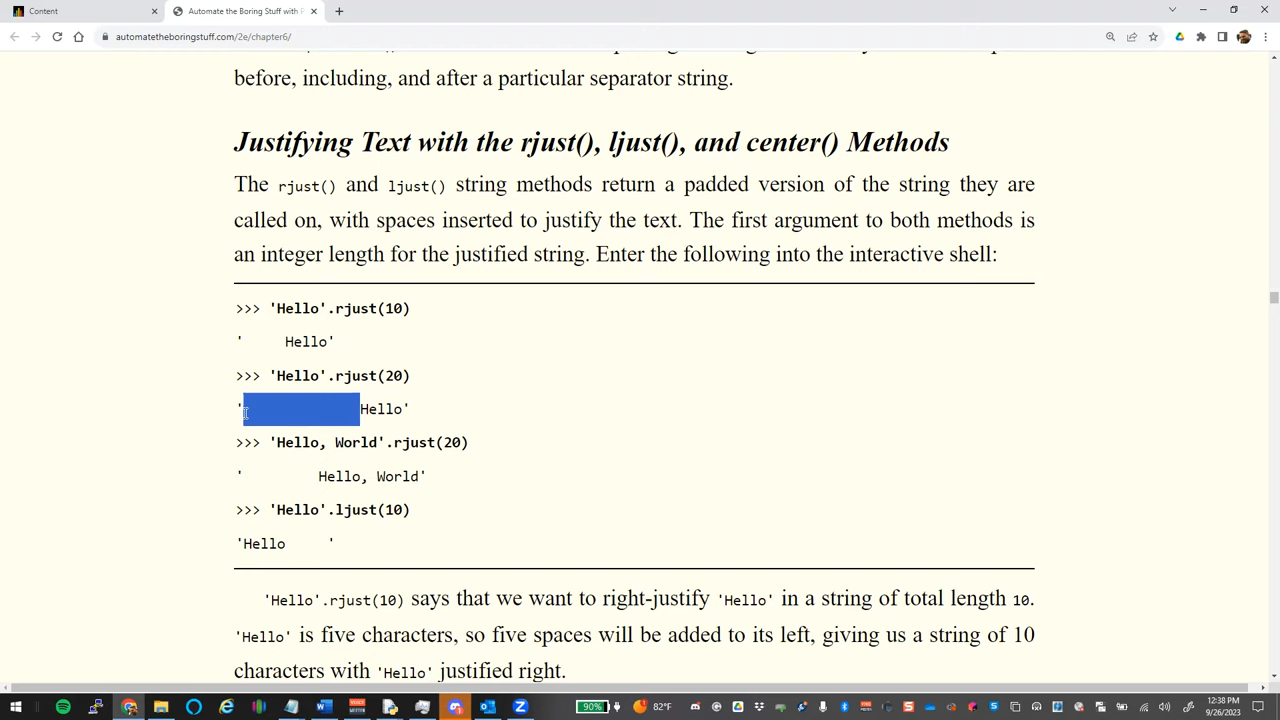 Content
Automate the Boring Stuff with P
automatetheboringstuff.com/2e/chapter6/
before, including, and after a particular separator string.
Justifying Text with the rjust(), ljust(), and center() Methods
The rjust() and ljust() string methods return a padded version of the string they are
called on, with spaces inserted to justify the text. The first argument to both methods is
an integer length for the justified string. Enter the following into the interactive shell:
>>> 'Hello'.rjust(10)
'     Hello'
>>> 'Hello'.rjust(20)
'               Hello'
>>> 'Hello, World'.rjust(20)
'         Hello, World'
>>> 'Hello'.ljust(10)
'Hello     '
'Hello'.rjust(10) says that we want to right-justify 'Hello' in a string of total length 10.
'Hello' is five characters, so five spaces will be added to its left, giving us a string of 10
characters with 'Hello' justified right.
90%
82°F
12:38 PM
9/26/2023